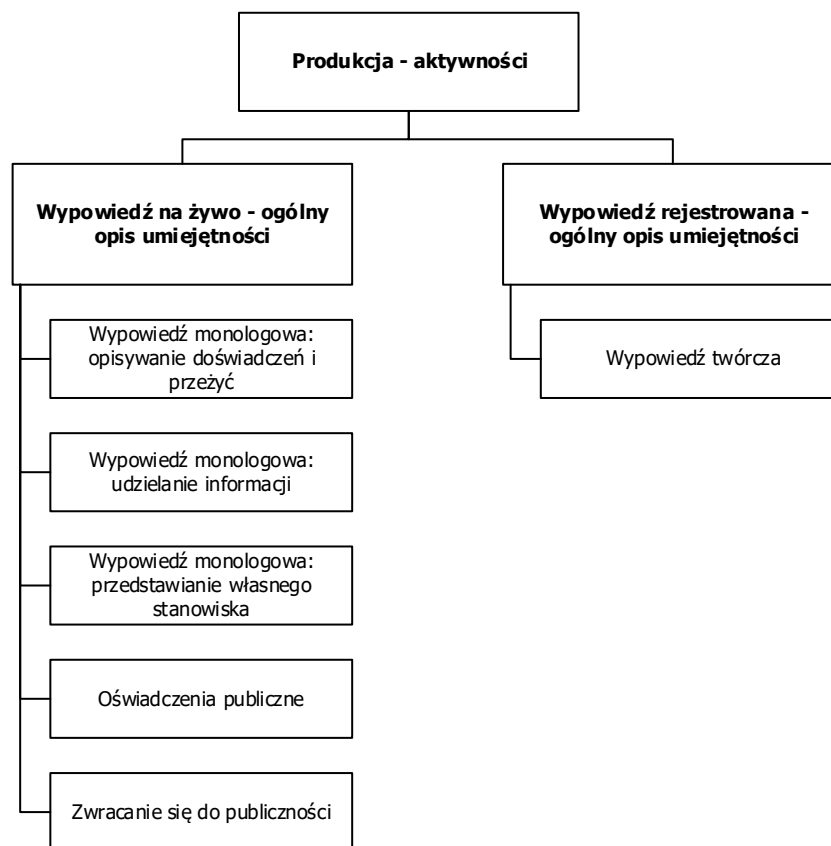 Produkcja - aktywności
Wypowiedź na żywo - ogólny
opis umiejętności
Wypowiedź monologowa:
opisywanie doświadczeń i
przeżyć
Wypowiedź monologowa:
udzielanie informacji
Wypowiedź monologowa:
przedstawianie własnego
stanowiska
Oświadczenia publiczne
Zwracanie się do publiczności
Wypowiedź rejestrowana -
ogólny opis umiejętności
Wypowiedź twórcza